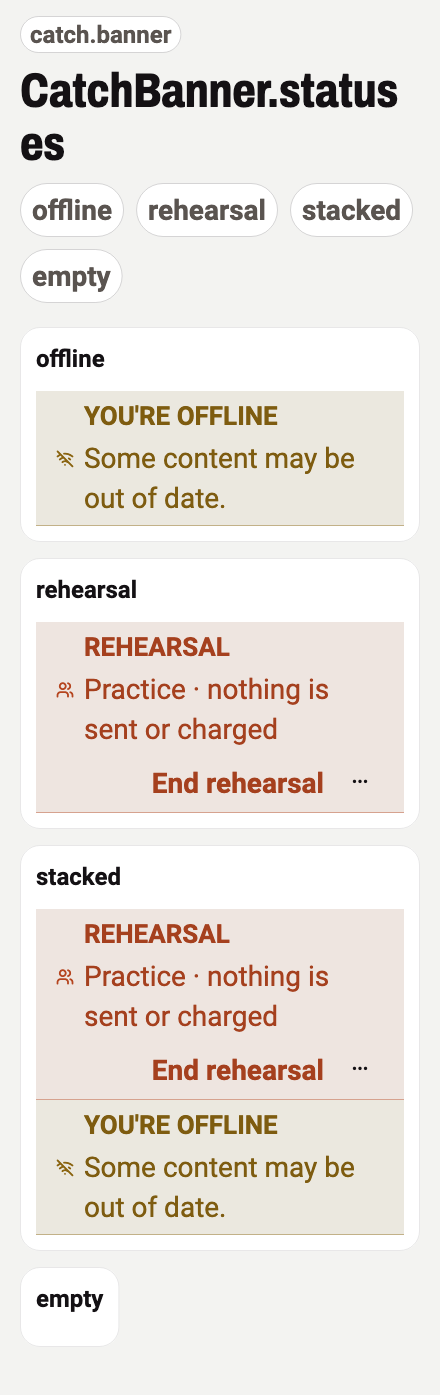 catch.banner
CatchBanner.status
es
offline
rehearsal
stacked
empty
offline
YOU'RE OFFLINE
Some content may be
out of date.
rehearsal
REHEARSAL
Practice · nothing is
sent or charged
End rehearsal ···
stacked
REHEARSAL
Practice · nothing is
sent or charged
End rehearsal ···
YOU'RE OFFLINE
Some content may be
out of date.
empty